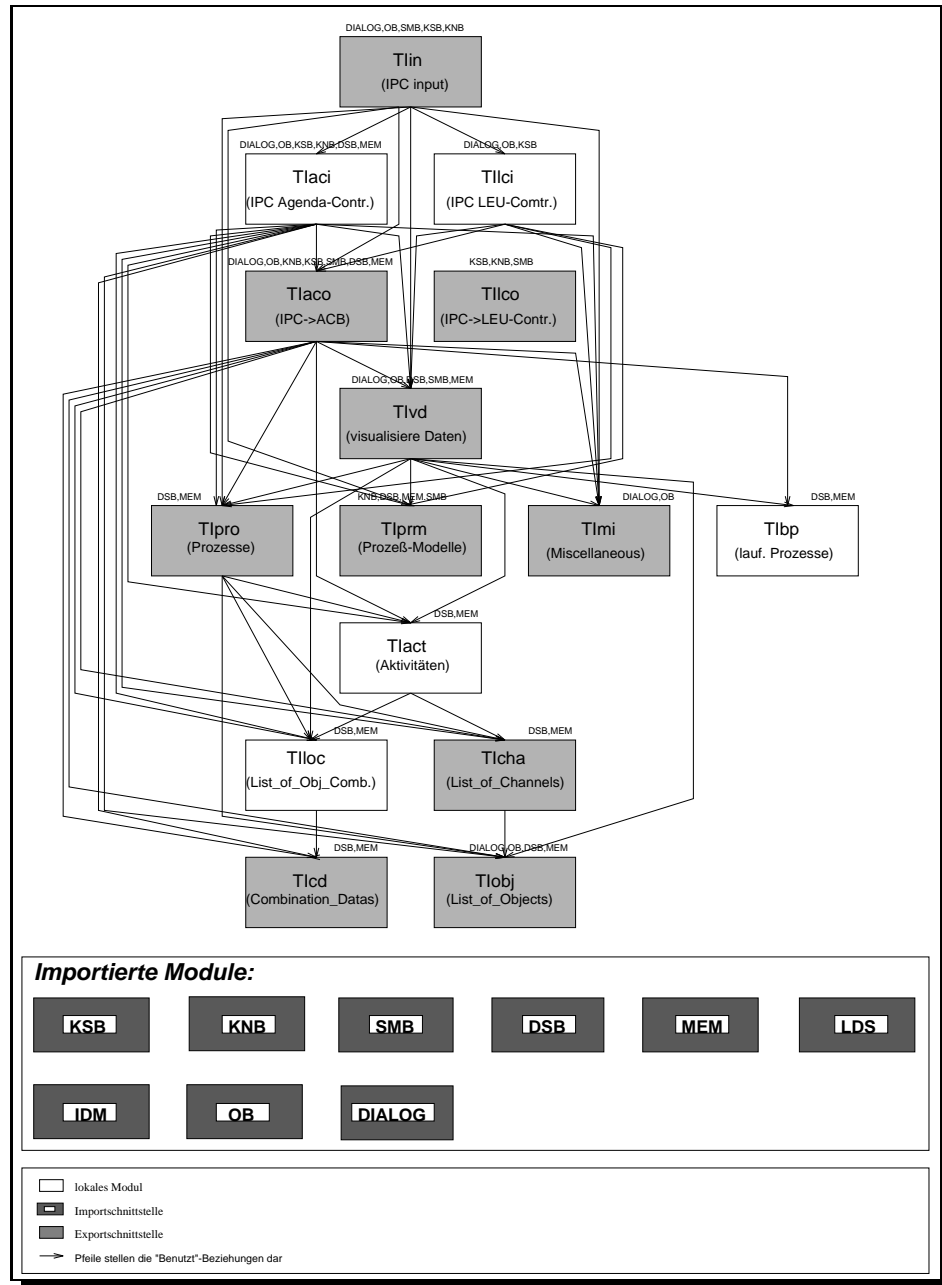 DIALOG,OB,SMB,KSB,KNB
TIin
(IPC input)
DIALOG,OB,KSB,KNB,DSB,MEM
TIaci
(IPC Agenda-Contr.)
DIALOG,OB,KSB
TIlci
(IPC LEU-Comtr.)
DIALOG,OB,KNB,KSB,SMB,DSB,MEM
TIaco
(IPC->ACB)
KSB,KNB,SMB
TIlco
(IPC->LEU-Contr.)
DIALOG,OB,DSB,SMB,MEM
TIvd
(visualisiere Daten)
DSB,MEM
TIpro
(Prozesse)
KNB,DSB,MEM,SMB
TIprm
(Prozeß-Modelle)
DIALOG,OB
TImi
(Miscellaneous)
DSB,MEM
TIbp
(lauf. Prozesse)
DSB,MEM
TIact
(Aktivitäten)
DSB,MEM
TIloc
(List_of_Obj_Comb.)
DSB,MEM
TIcha
(List_of_Channels)
DSB,MEM
TIcd
(Combination_Datas)
DIALOG,OB,DSB,MEM
TIobj
(List_of_Objects)
Importierte Module:
KSB KNB SMB DSB MEM LDS
IDM OB DIALOG
lokales Modul
Importschnittstelle
Exportschnittstelle
Pfeile stellen die "Benutzt"-Beziehungen dar